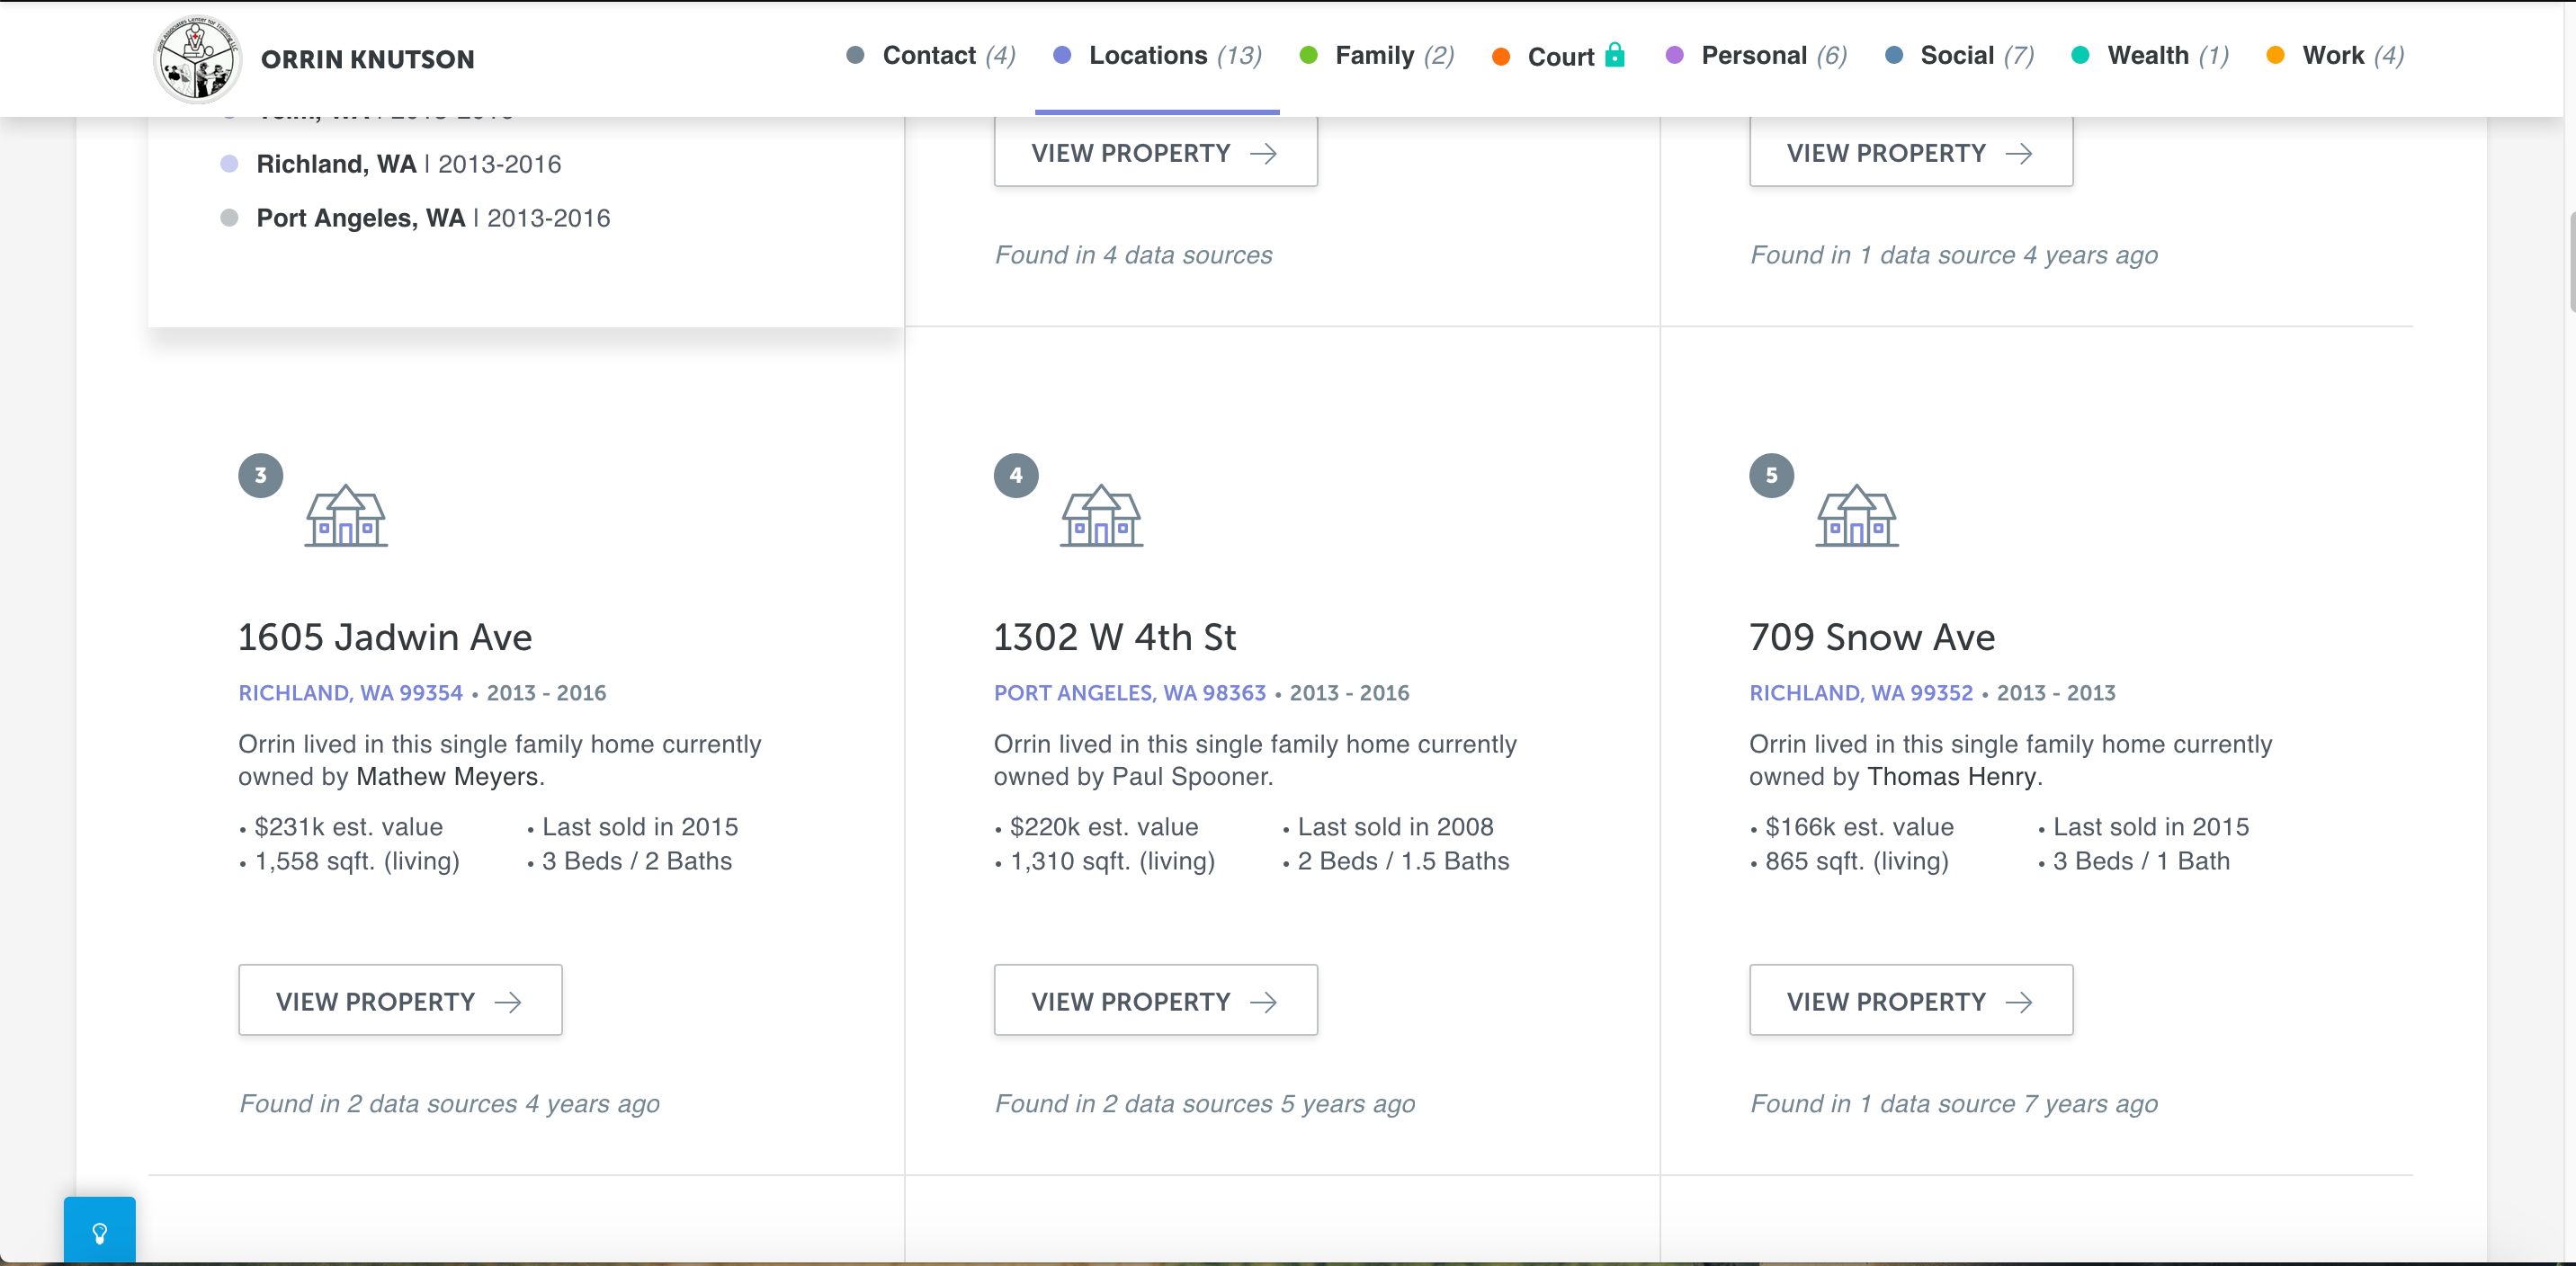 ORRIN KNUTSON
Contact (4)
Locations (13)
Family (2)
Court
Personal (6)
Social (7)
Wealth (1)
Work (4)
Richland, WA | 2013-2016
Port Angeles, WA | 2013-2016
VIEW PROPERTY →
Found in 4 data sources
VIEW PROPERTY →
Found in 1 data source 4 years ago
3
1605 Jadwin Ave
RICHLAND, WA 99354 • 2013 - 2016
Orrin lived in this single family home currently
owned by Mathew Meyers.
• $231k est. value
• Last sold in 2015
• 1,558 sqft. (living)
• 3 Beds / 2 Baths
VIEW PROPERTY →
Found in 2 data sources 4 years ago
4
1302 W 4th St
PORT ANGELES, WA 98363 • 2013 - 2016
Orrin lived in this single family home currently
owned by Paul Spooner.
• $220k est. value
• Last sold in 2008
• 1,310 sqft. (living)
• 2 Beds / 1.5 Baths
VIEW PROPERTY →
Found in 2 data sources 5 years ago
5
709 Snow Ave
RICHLAND, WA 99352 • 2013 - 2013
Orrin lived in this single family home currently
owned by Thomas Henry.
• $166k est. value
• Last sold in 2015
• 865 sqft. (living)
• 3 Beds / 1 Bath
VIEW PROPERTY →
Found in 1 data source 7 years ago